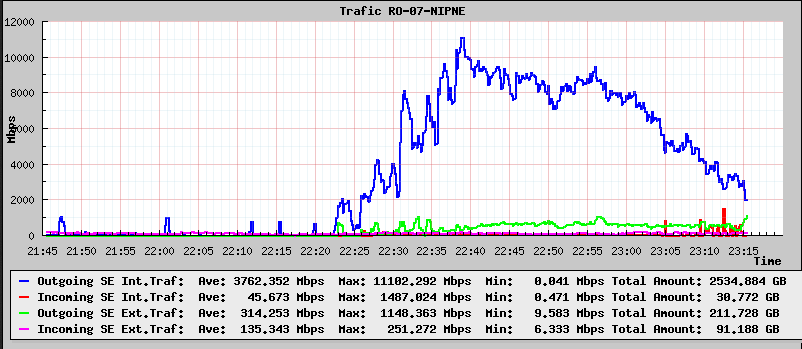 Trafic RO-07-NIPNE
12000
10000
8000
6000
4000
2000
0
Mbps
21:45 21:50 21:55 22:00 22:05 22:10 22:15 22:20 22:25 22:30 22:35 22:40 22:45 22:50 22:55 23:00 23:05 23:10 23:15
Time
Outgoing SE Int.Traf: Ave: 3762.352 Mbps Max: 11102.292 Mbps Min: 0.041 Mbps Total Amount: 2534.884 GB
Incoming SE Int.Traf: Ave: 45.673 Mbps Max: 1487.024 Mbps Min: 0.471 Mbps Total Amount: 30.772 GB
Outgoing SE Ext.Traf: Ave: 314.253 Mbps Max: 1148.363 Mbps Min: 9.583 Mbps Total Amount: 211.728 GB
Incoming SE Ext.Traf: Ave: 135.343 Mbps Max: 251.272 Mbps Min: 6.333 Mbps Total Amount: 91.188 GB